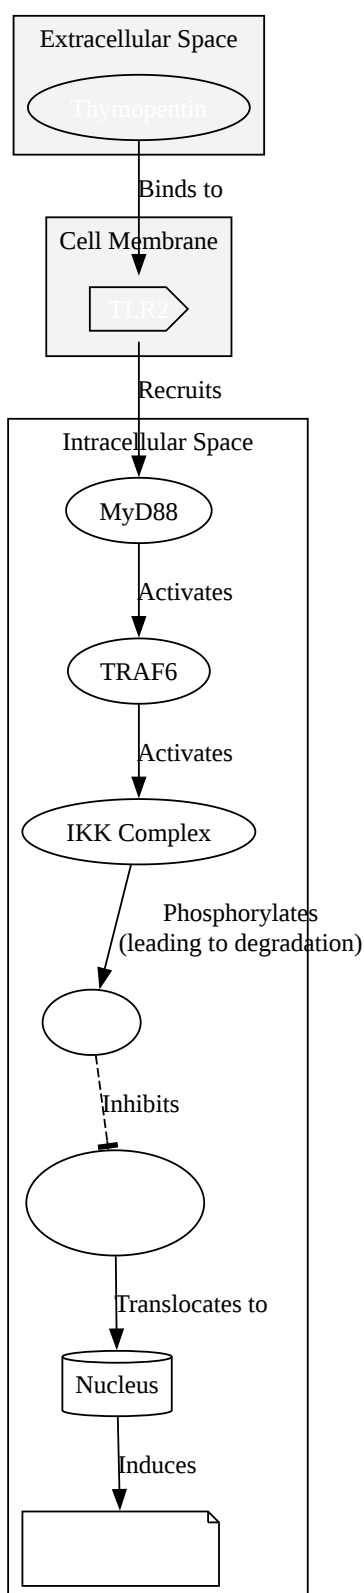 Extracellular Space
Thymopentin
Binds to
Cell Membrane
TLR2
Recruits
Intracellular Space
MyD88
Activates
TRAF6
Activates
IKK Complex
Phosphorylates
(leading to degradation)
Inhibits
Translocates to
Nucleus
Induces